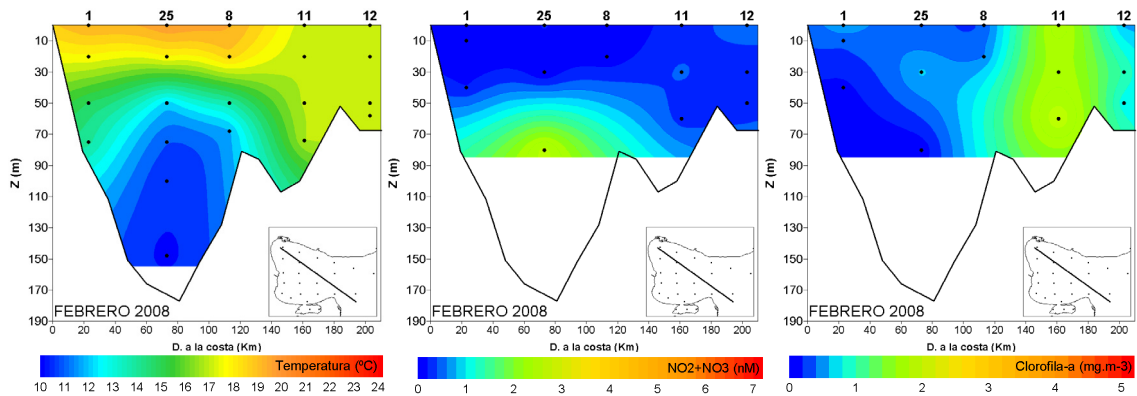 1 25 8 11 12
10
30
50
70
90
110
130
150
170
190
Z (m)
FEBRERO 2008
0 20 40 60 80 100 120 140 160 180 200
D. a la costa (Km)
Temperatura (ºC)
10 11 12 13 14 15 16 17 18 19 20 21 22 23 24
1 25 8 11 12
10
30
50
70
90
110
130
150
170
190
Z (m)
FEBRERO 2008
0 20 40 60 80 100 120 140 160 180 200
D. a la costa (Km)
NO2+NO3 (nM)
0 1 2 3 4 5 6 7
1 25 8 11 12
10
30
50
70
90
110
130
150
170
190
Z (m)
FEBRERO 2008
0 20 40 60 80 100 120 140 160 180 200
D. a la costa (Km)
Clorofila-a (mg.m-3)
0 1 2 3 4 5